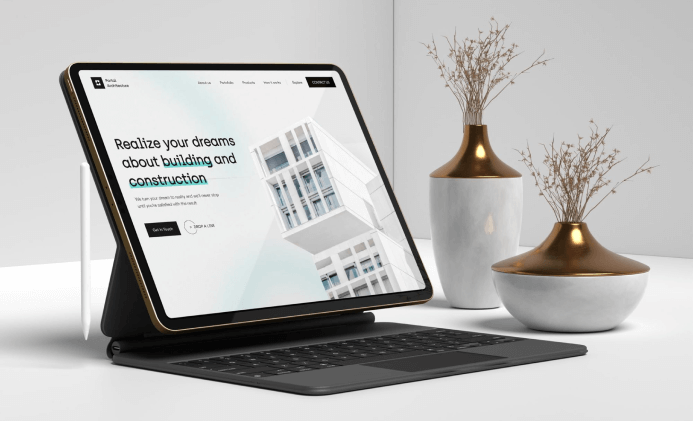 Portal
Architecture
About us
Portfolio
Products
How it works
Explore
CONTACT US
Realize your dreams
about building and
construction
We turn your dream to reality and we'll never stop
until you're satisfied with the result
Get in touch
DROP A LINE